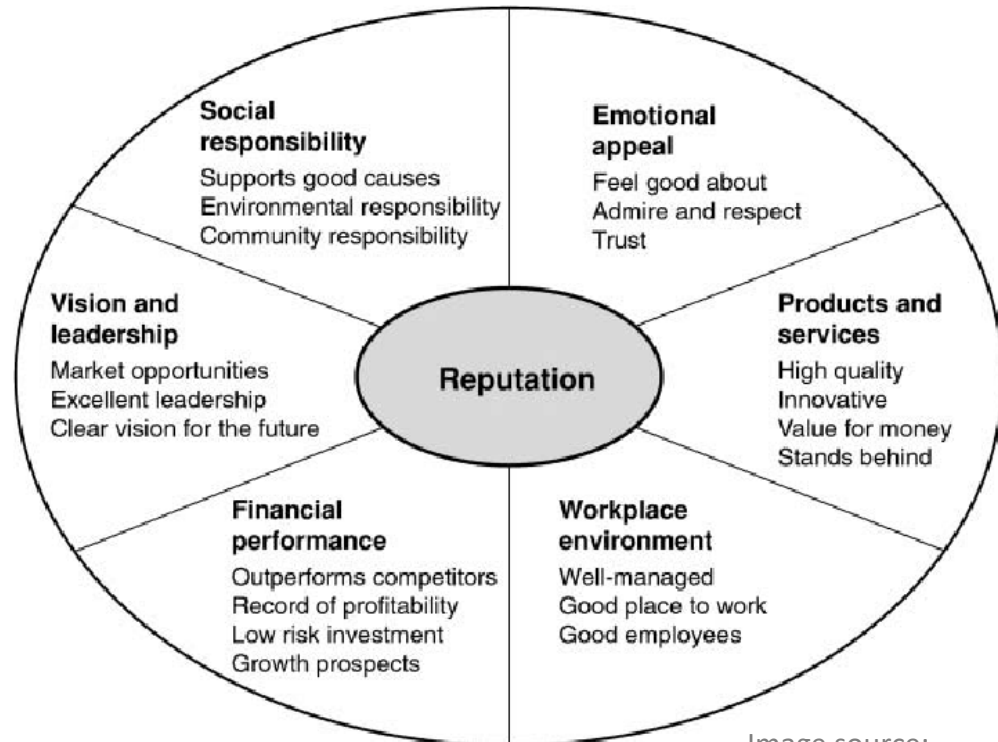 Social
responsibility
Supports good causes
Environmental responsibility
Community responsibility
Emotional
appeal
Feel good about
Admire and respect
Trust
Vision and
leadership
Market opportunities
Excellent leadership
Clear vision for the future
Reputation
Products and
services
High quality
Innovative
Value for money
Stands behind
Financial
performance
Outperforms competitors
Record of profitability
Low risk investment
Growth prospects
Workplace
environment
Well-managed
Good place to work
Good employees
Image source: